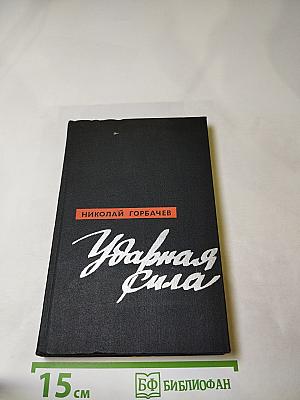 НИКОЛАЙ ГОРБАЧЕВ
Ударная
сила
15 см
БФ БИБЛИОФАН